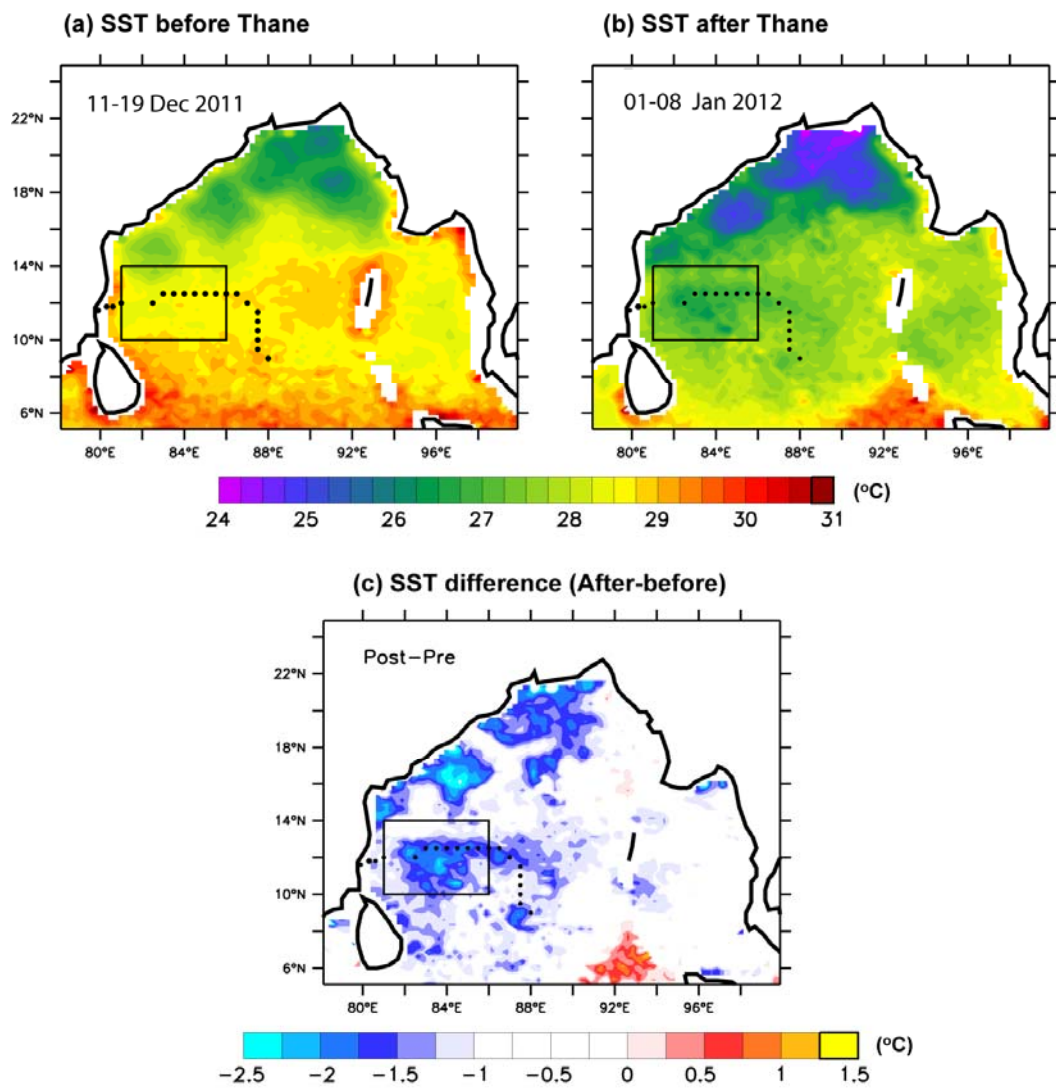 (a) SST before Thane
(b) SST after Thane
11-19 Dec 2011
01-08 Jan 2012
22°N
18°N
14°N
10°N
6°N
80°E 84°E 88°E 92°E 96°E
22°N
18°N
14°N
10°N
6°N
80°E 84°E 88°E 92°E 96°E
24 25 26 27 28 29 30 31 (°C)
(c) SST difference (After-before)
Post-Pre
22°N
18°N
14°N
10°N
6°N
80°E 84°E 88°E 92°E 96°E
-2.5 -2 -1.5 -1 -0.5 0 0.5 1 1.5 (°C)